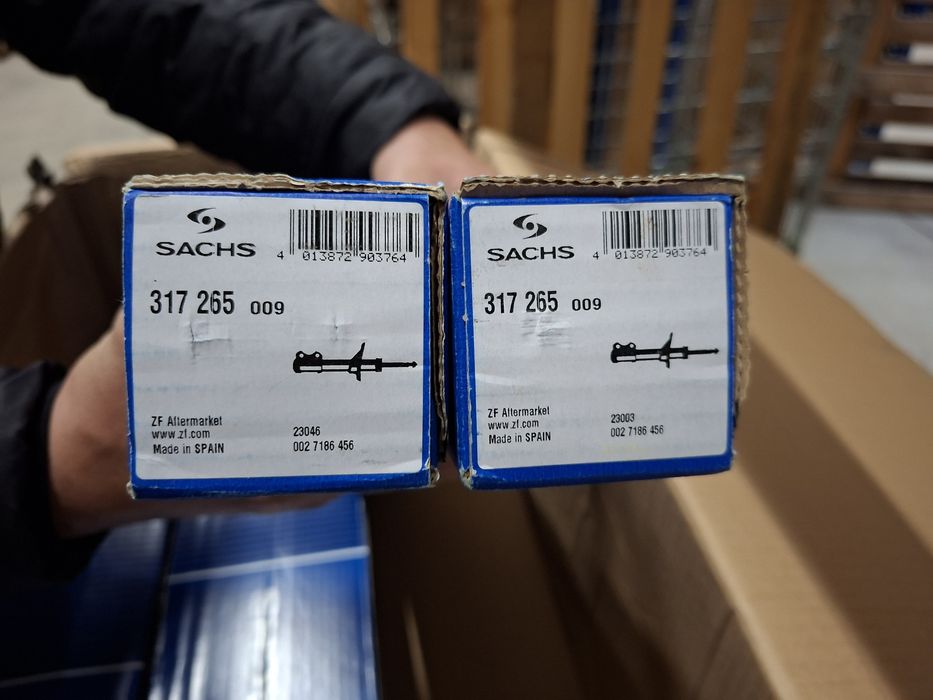 SACHS
4 013872 903764
317 265 009
ZF Aftermarket
www.zf.com
Made in SPAIN
23046
002 7186 456
SACHS
4 013872 903764
317 265 009
ZF Aftermarket
www.zf.com
Made in SPAIN
23003
002 7186 456